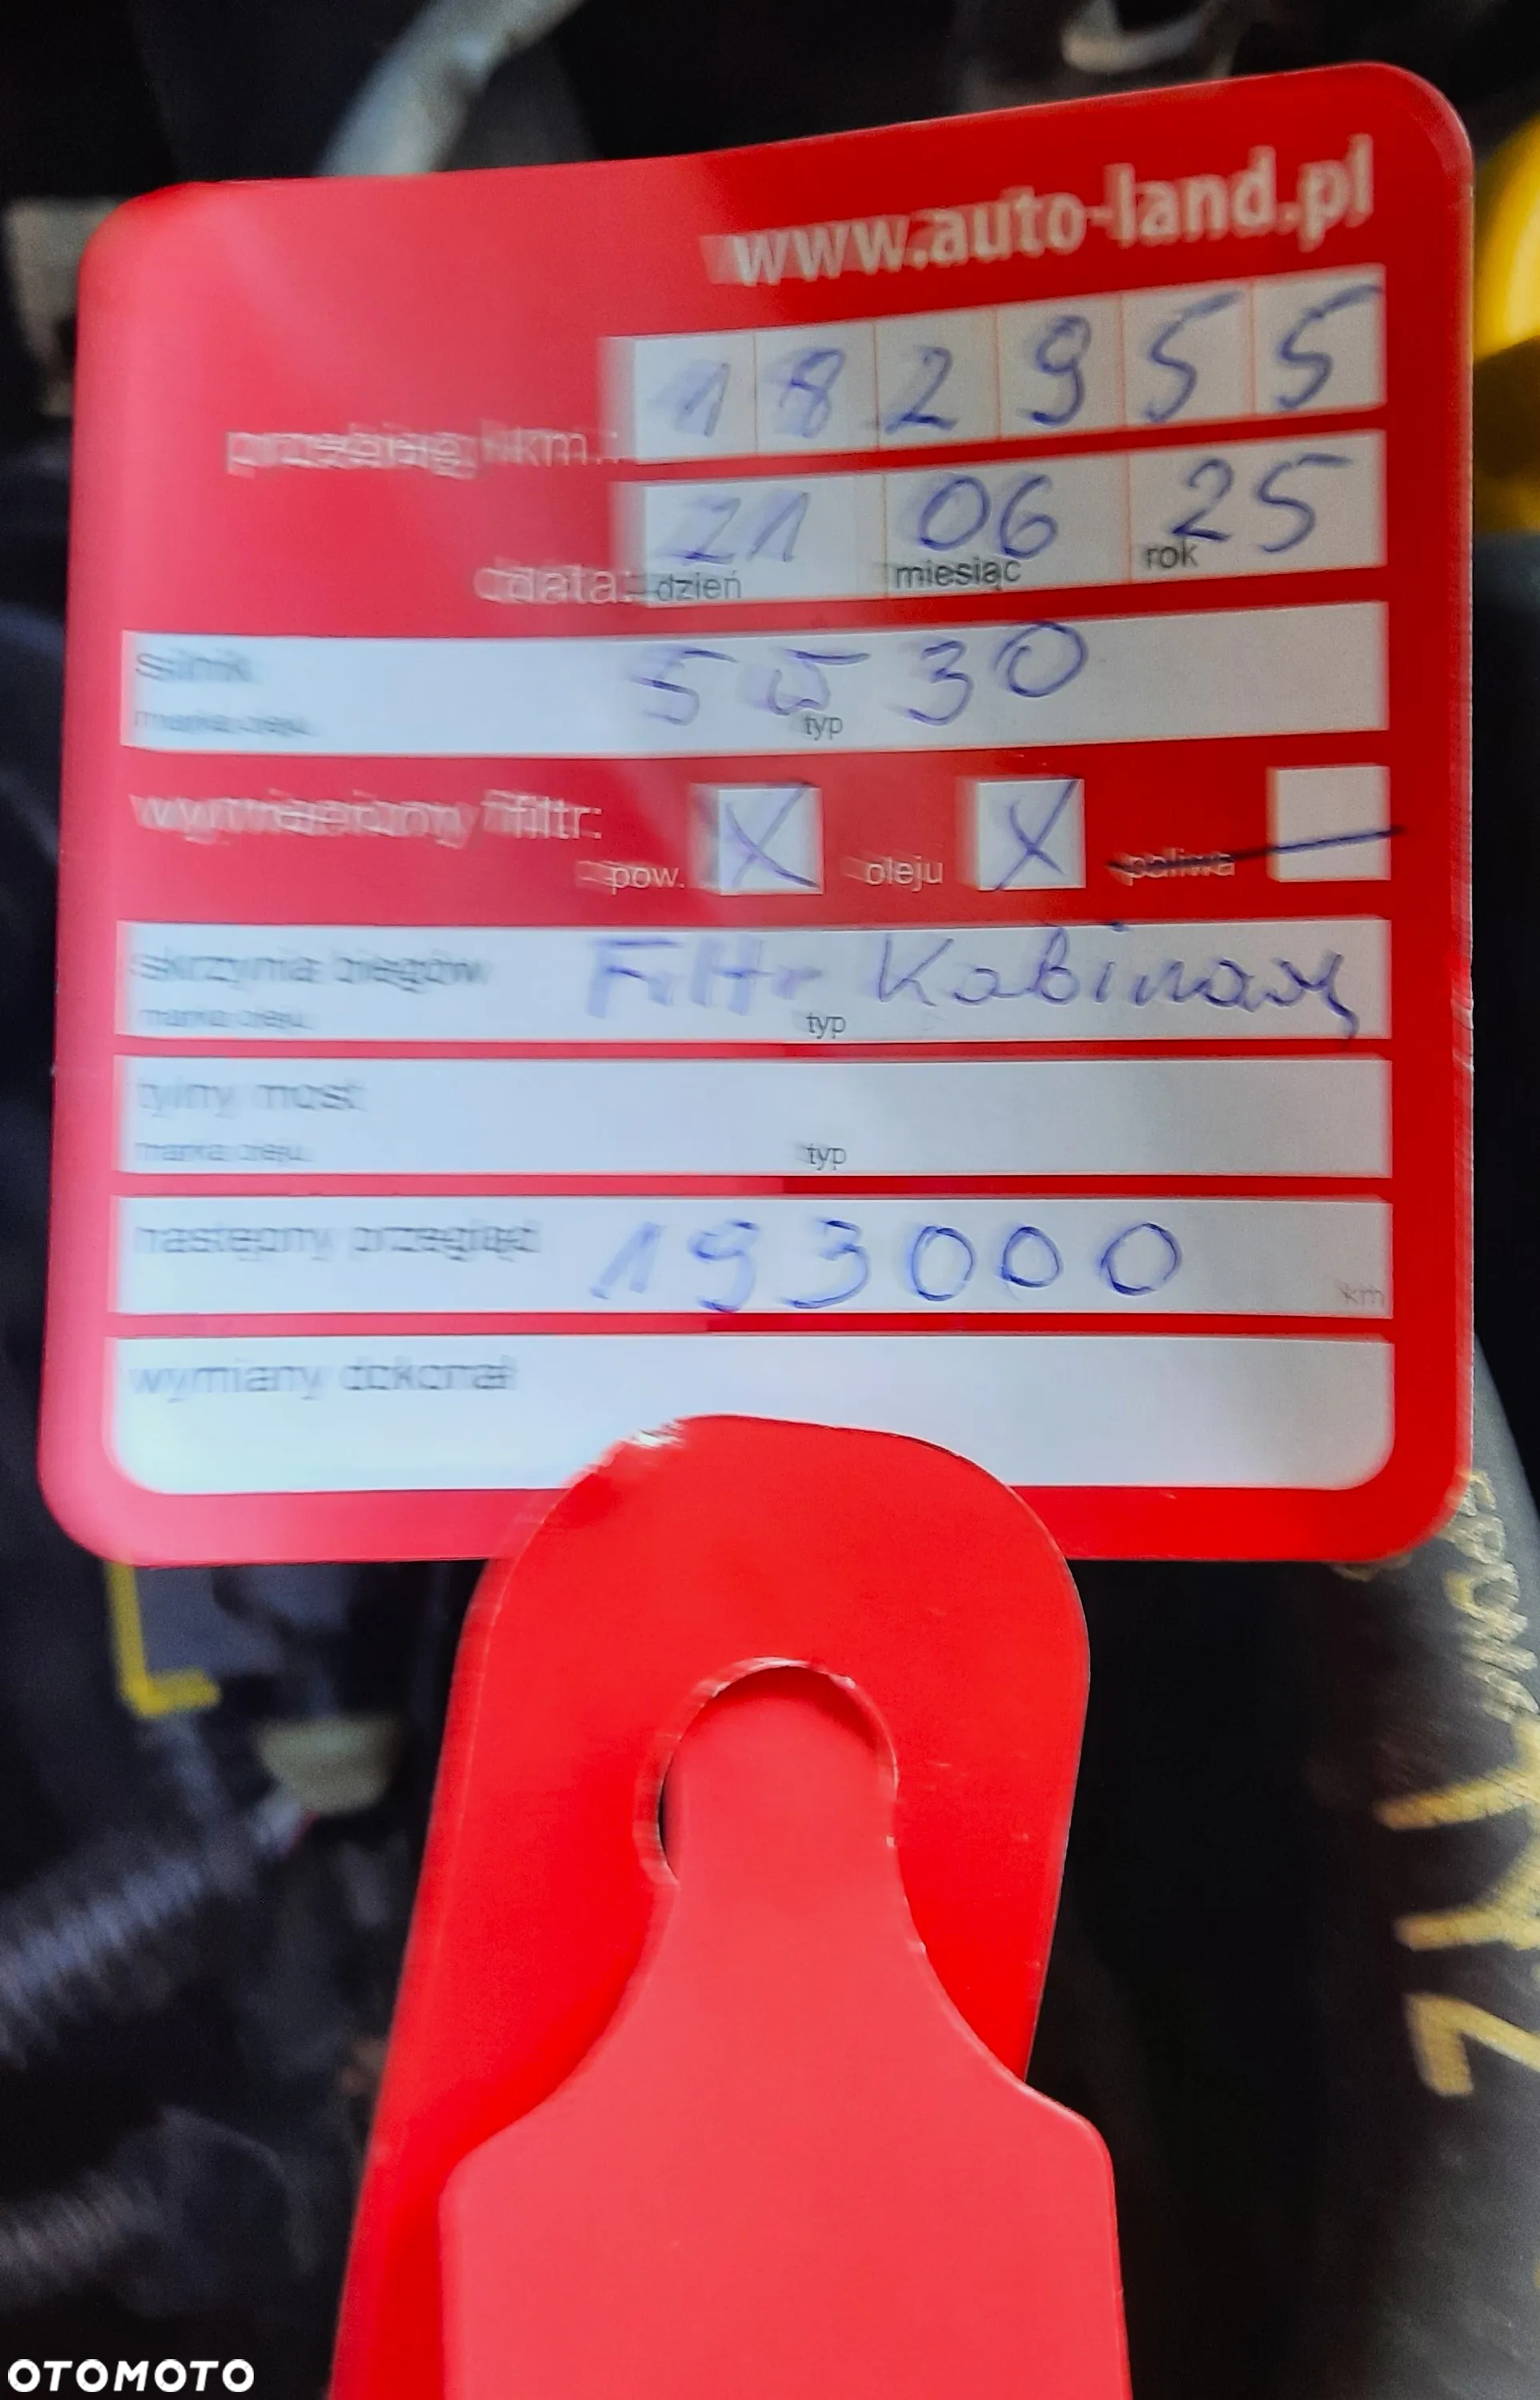 www.auto-land.pl
przebieg km.: 182955
data: 21 06 25
dzień miesiąc rok
silnik 5W30
marka oleju typ
wymieniony filtr: pow. X oleju X paliwa
skrzynia biegów Filtr Kabinowy
marka oleju typ
tylny most
marka oleju typ
następny przegląd 193000 km
wymiany dokonał
OTOMOTO